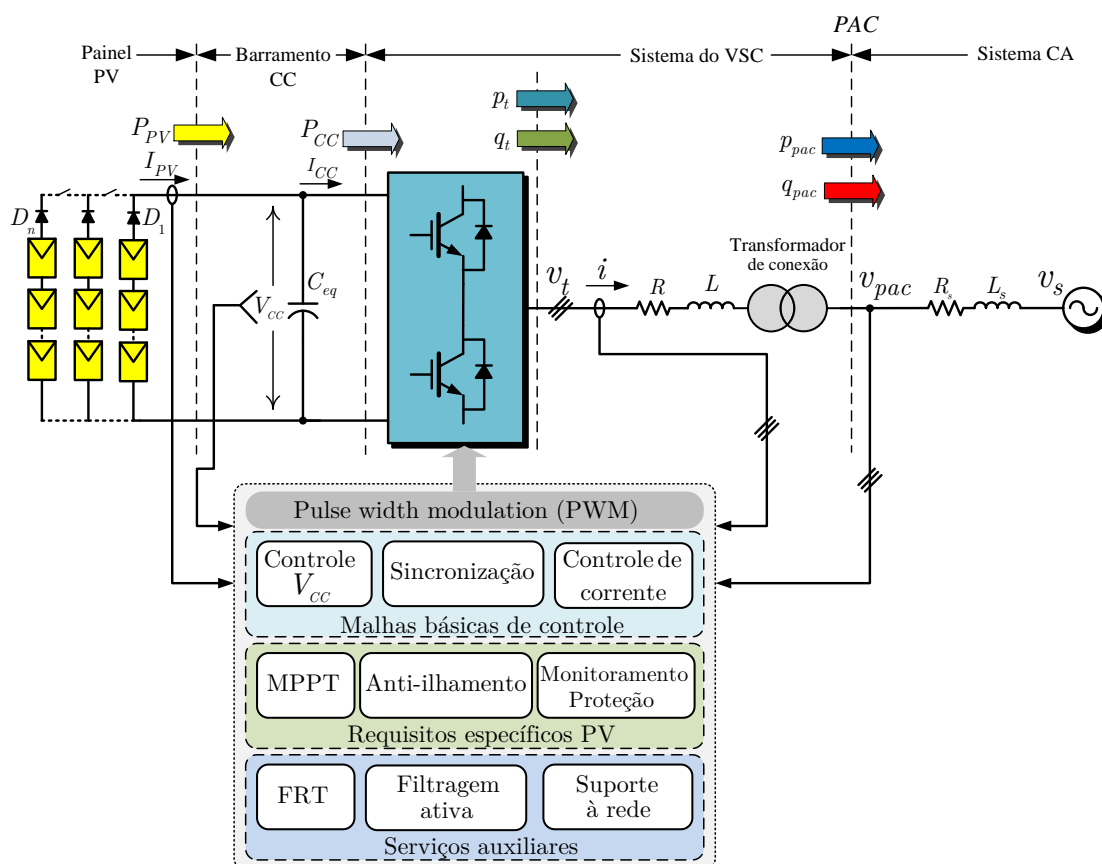 PAC
Painel
PV
Barramento
CC
Sistema do VSC
Sistema CA
P_PV
P_CC
p_t
q_t
p_pac
q_pac
I_PV
I_CC
D_n
D_1
V_CC
C_eq
v_t
i
R
L
Transformador
de conexão
v_pac
R_s
L_s
v_s
Pulse width modulation (PWM)
Controle
V_CC
Sincronização
Controle de
corrente
Malhas básicas de controle
MPPT
Anti-ilhamento
Monitoramento
Proteção
Requisitos específicos PV
FRT
Filtragem
ativa
Suporte
à rede
Serviços auxiliares